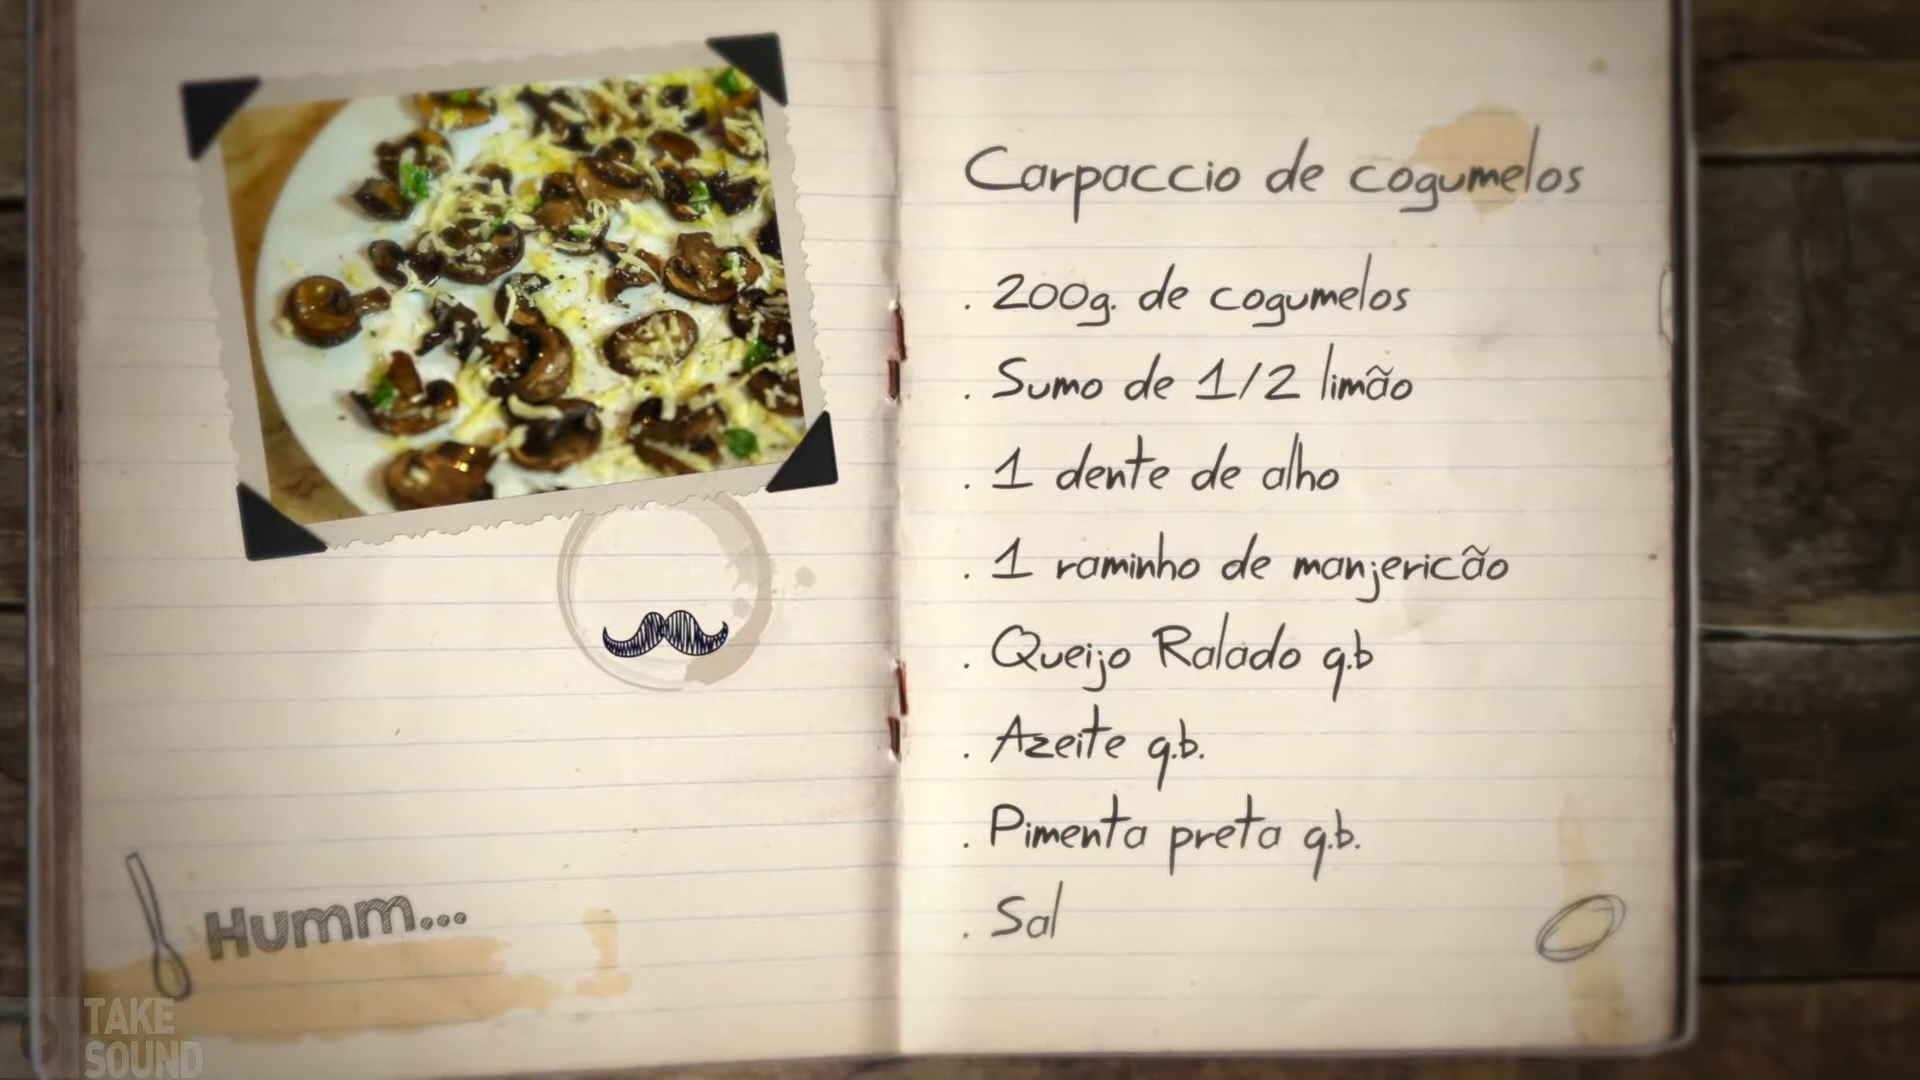 Carpaccio de cogumelos
. 200g. de cogumelos
. Sumo de 1/2 limão
. 1 dente de alho
. 1 raminho de manjericão
. Queijo Ralado q.b
. Azeite q.b.
. Pimenta preta q.b.
. Sal
Humm...
TAKE
SOUND